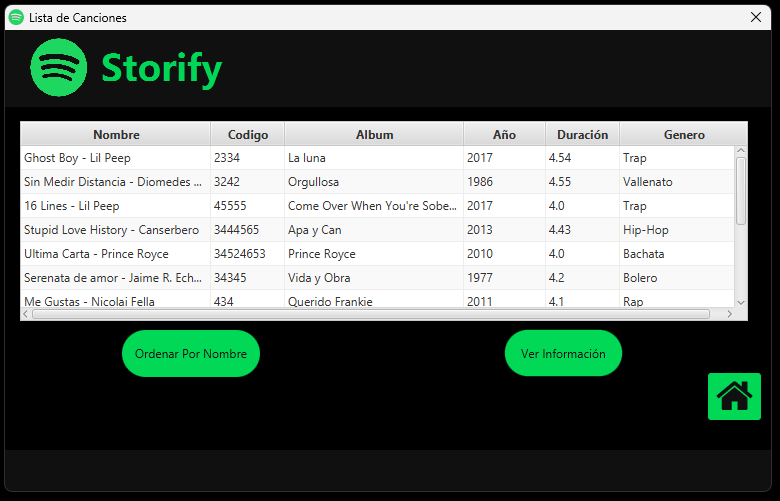 Lista de Canciones
Storify
Nombre Codigo Album Año Duración Genero
Ghost Boy - Lil Peep 2334 La luna 2017 4.54 Trap
Sin Medir Distancia - Diomedes ... 3242 Orgullosa 1986 4.55 Vallenato
16 Lines - Lil Peep 45555 Come Over When You're Sobe... 2017 4.0 Trap
Stupid Love History - Canserbero 3444565 Apa y Can 2013 4.43 Hip-Hop
Ultima Carta - Prince Royce 34524653 Prince Royce 2010 4.0 Bachata
Serenata de amor - Jaime R. Ech... 34345 Vida y Obra 1977 4.2 Bolero
Me Gustas - Nicolai Fella 434 Querido Frankie 2011 4.1 Rap
Ordenar Por Nombre Ver Información